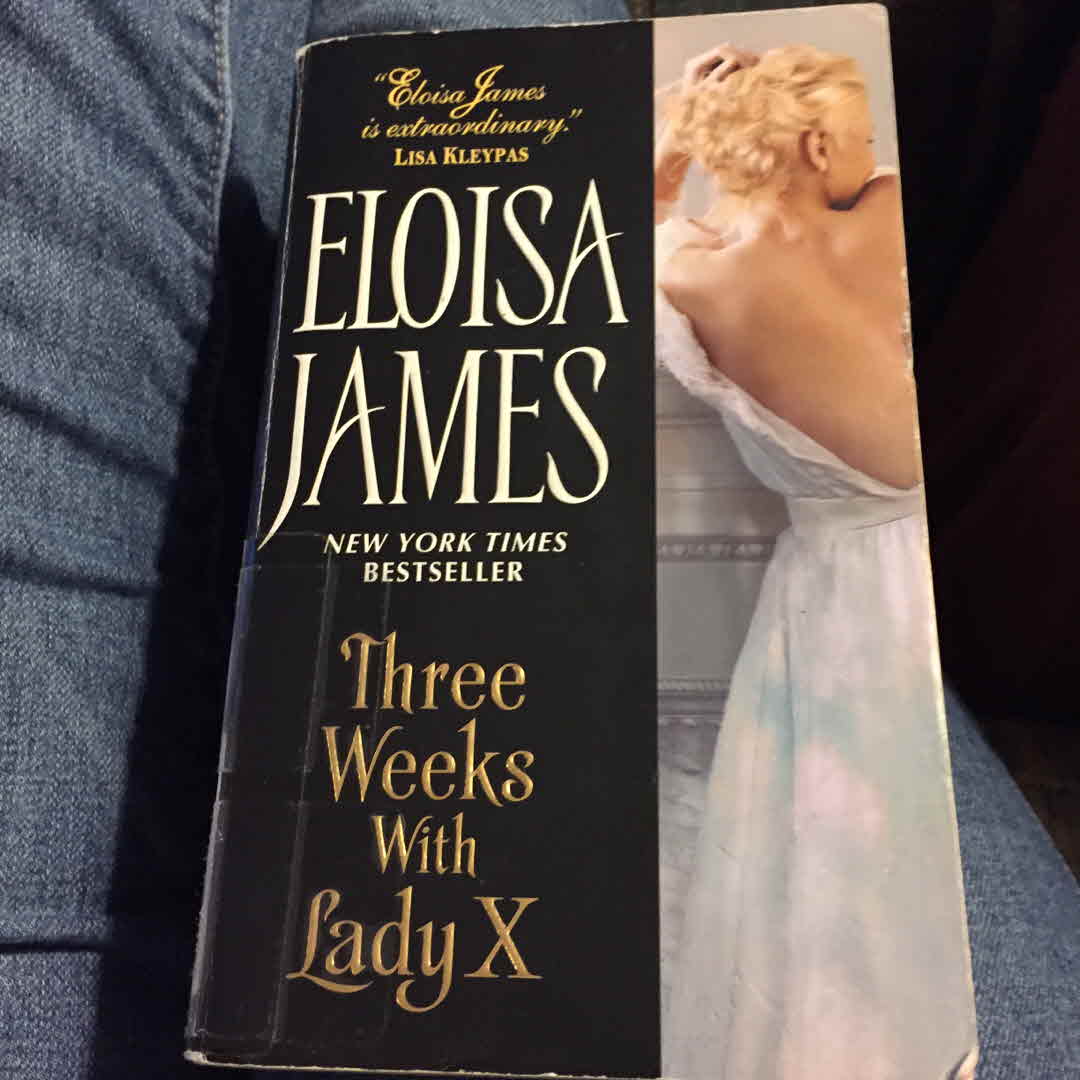 “Eloisa James
is extraordinary.”
LISA KLEYPAS
ELOISA
JAMES
NEW YORK TIMES
BESTSELLER
Three
Weeks
With
Lady X